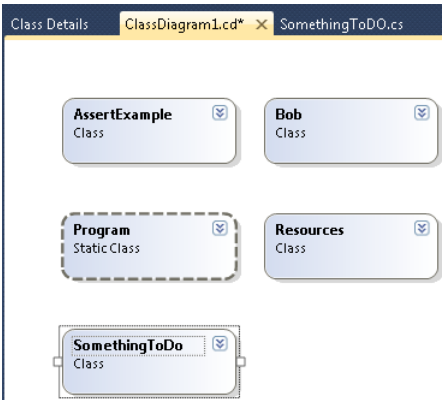 Class Details ClassDiagram1.cd* SomethingToDO.cs
AssertExample Bob
Class Class
Program Resources
Static Class Class
SomethingToDo
Class